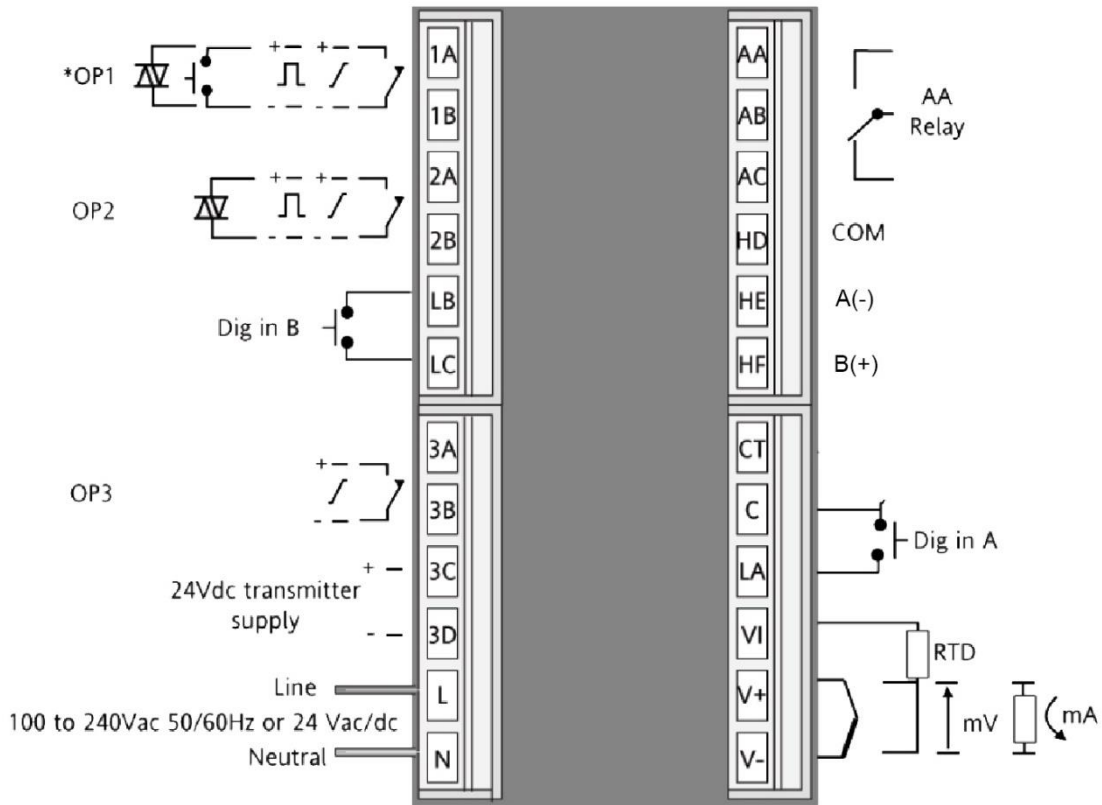 *OP1
+ - + -
- - - -
1A
1B
OP2
+ - + -
- - - -
2A
2B
Dig in B
LB
LC
OP3
+ -
- -
3A
3B
24Vdc transmitter
supply
+ -
- -
3C
3D
Line
L
100 to 240Vac 50/60Hz or 24 Vac/dc
Neutral
N
AA
AB
AC
AA
Relay
HD
COM
HE
A(-)
HF
B(+)
CT
C
LA
Dig in A
VI
RTD
V+
V-
mV
mA